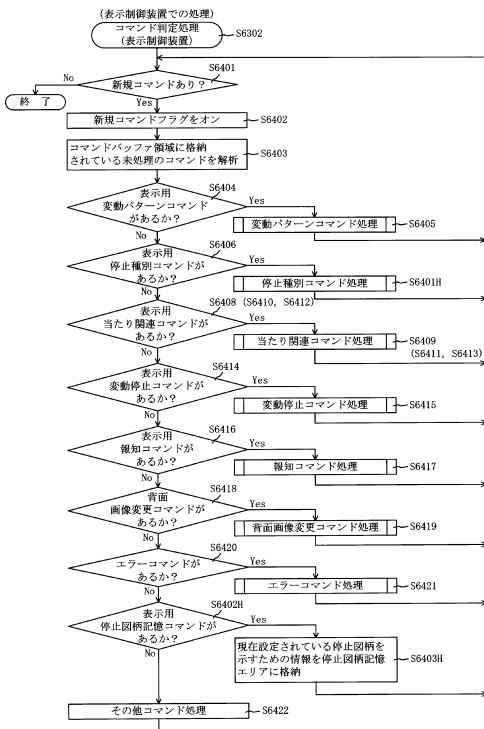 (表示制御装置での処理)
コマンド判定処理
(表示制御装置)
S6302
S6401
No
新規コマンドあり?
終 了
Yes
新規コマンドフラグをオン
S6402
コマンドバッファ領域に格納
されている未処理のコマンドを解析
S6403
S6404
表示用
変動パターンコマンド
があるか?
Yes
変動パターンコマンド処理
S6405
No
S6406
表示用
停止種別コマンドが
あるか?
Yes
停止種別コマンド処理
S6401H
No
S6408 (S6410, S6412)
表示用
当たり関連コマンドが
あるか?
Yes
当たり関連コマンド処理
S6409
(S6411, S6413)
No
S6414
表示用
変動停止コマンドが
あるか?
Yes
変動停止コマンド処理
S6415
No
S6416
表示用
報知コマンドが
あるか?
Yes
報知コマンド処理
S6417
No
S6418
背面
画像変更コマンドが
あるか?
Yes
背面画像変更コマンド処理
S6419
No
S6420
エラーコマンドが
あるか?
Yes
エラーコマンド処理
S6421
No
S6402H
表示用
停止図柄記憶コマンドが
あるか?
Yes
現在設定されている停止図柄を
示すための情報を停止図柄記憶
エリアに格納
S6403H
No
その他コマンド処理
S6422